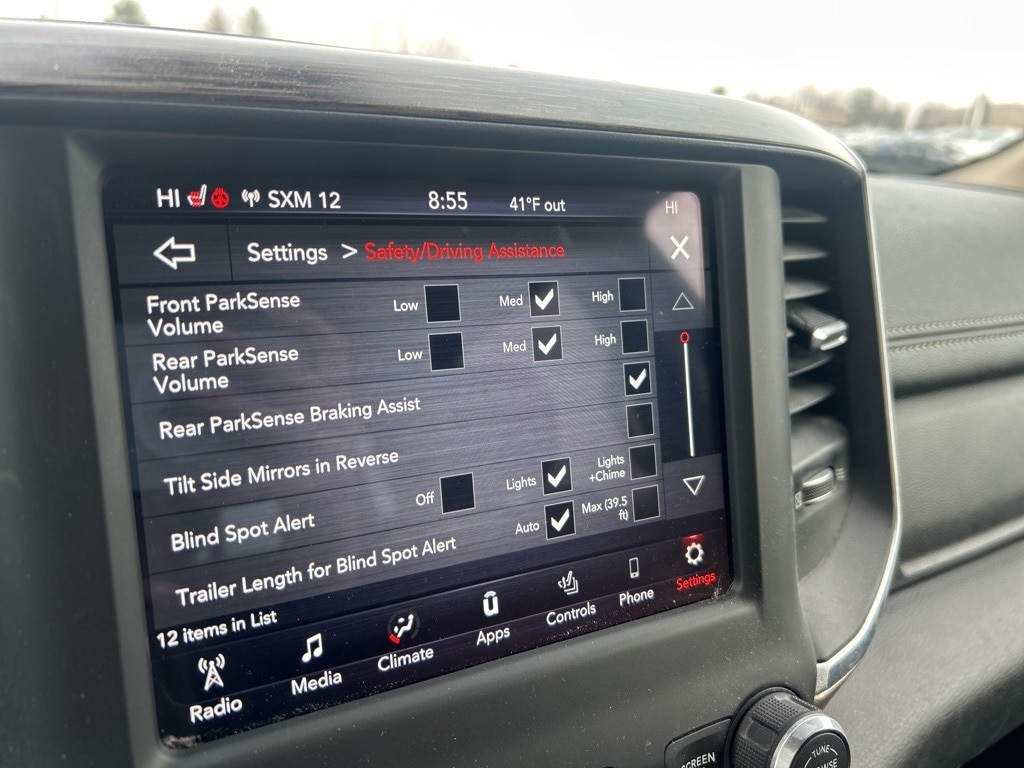 HI SXM 12 8:55 41°F out HI
Settings > Safety/Driving Assistance X
Front ParkSense
Volume
Low Med High
Rear ParkSense
Volume
Low Med High
Rear ParkSense Braking Assist
Tilt Side Mirrors in Reverse
Blind Spot Alert
Off Lights Lights
+Chime
Trailer Length for Blind Spot Alert
Auto Max (39.5
ft)
12 items in List
Radio Media Climate Apps Controls Phone Settings
SCREEN
TUNE